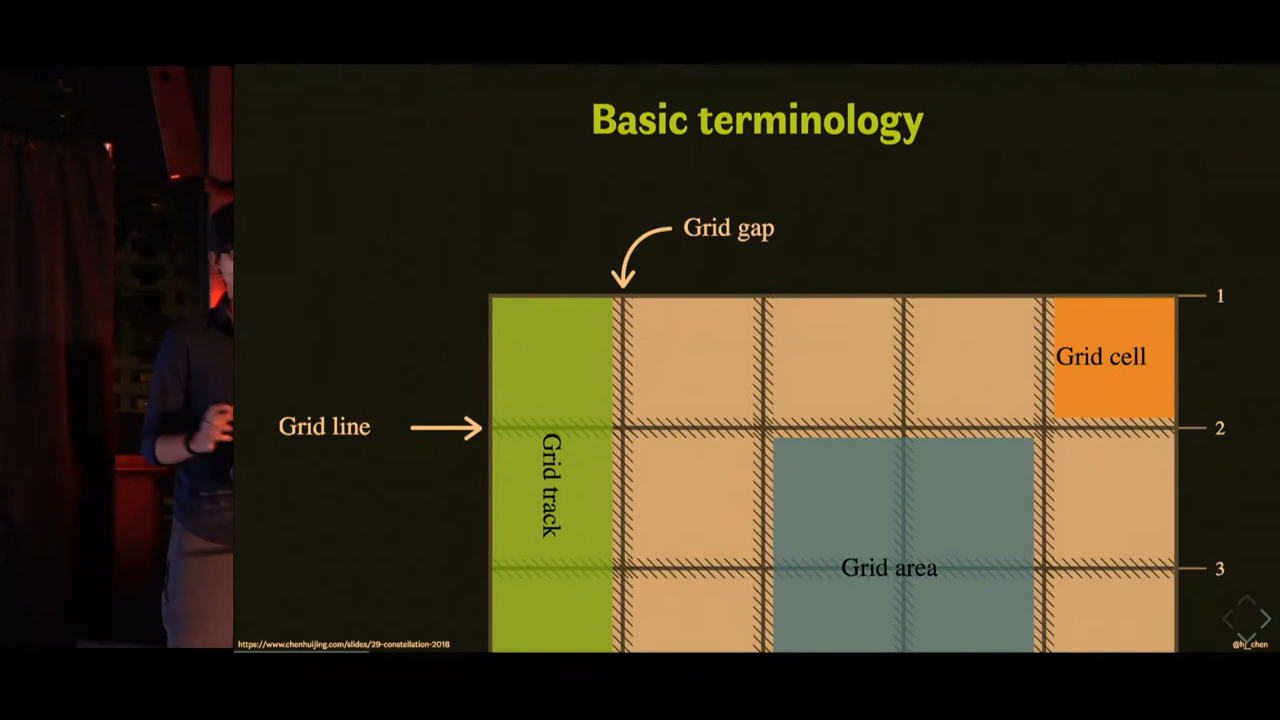 Basic terminology
Grid gap
1
Grid cell
Grid line
2
Grid track
Grid area
3
https://www.chenhuijing.com/slides/29-constellation-2018
@hj_chen